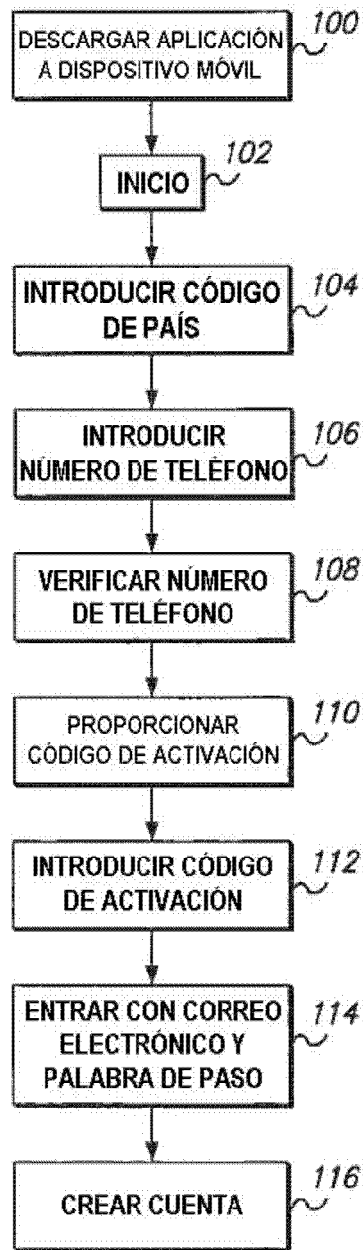 DESCARGAR APLICACIÓN
A DISPOSITIVO MÓVIL
100
INICIO
102
INTRODUCIR CÓDIGO
DE PAÍS
104
INTRODUCIR
NÚMERO DE TELÉFONO
106
VERIFICAR NÚMERO
DE TELÉFONO
108
PROPORCIONAR
CÓDIGO DE ACTIVACIÓN
110
INTRODUCIR CÓDIGO
DE ACTIVACIÓN
112
ENTRAR CON CORREO
ELECTRÓNICO Y
PALABRA DE PASO
114
CREAR CUENTA
116